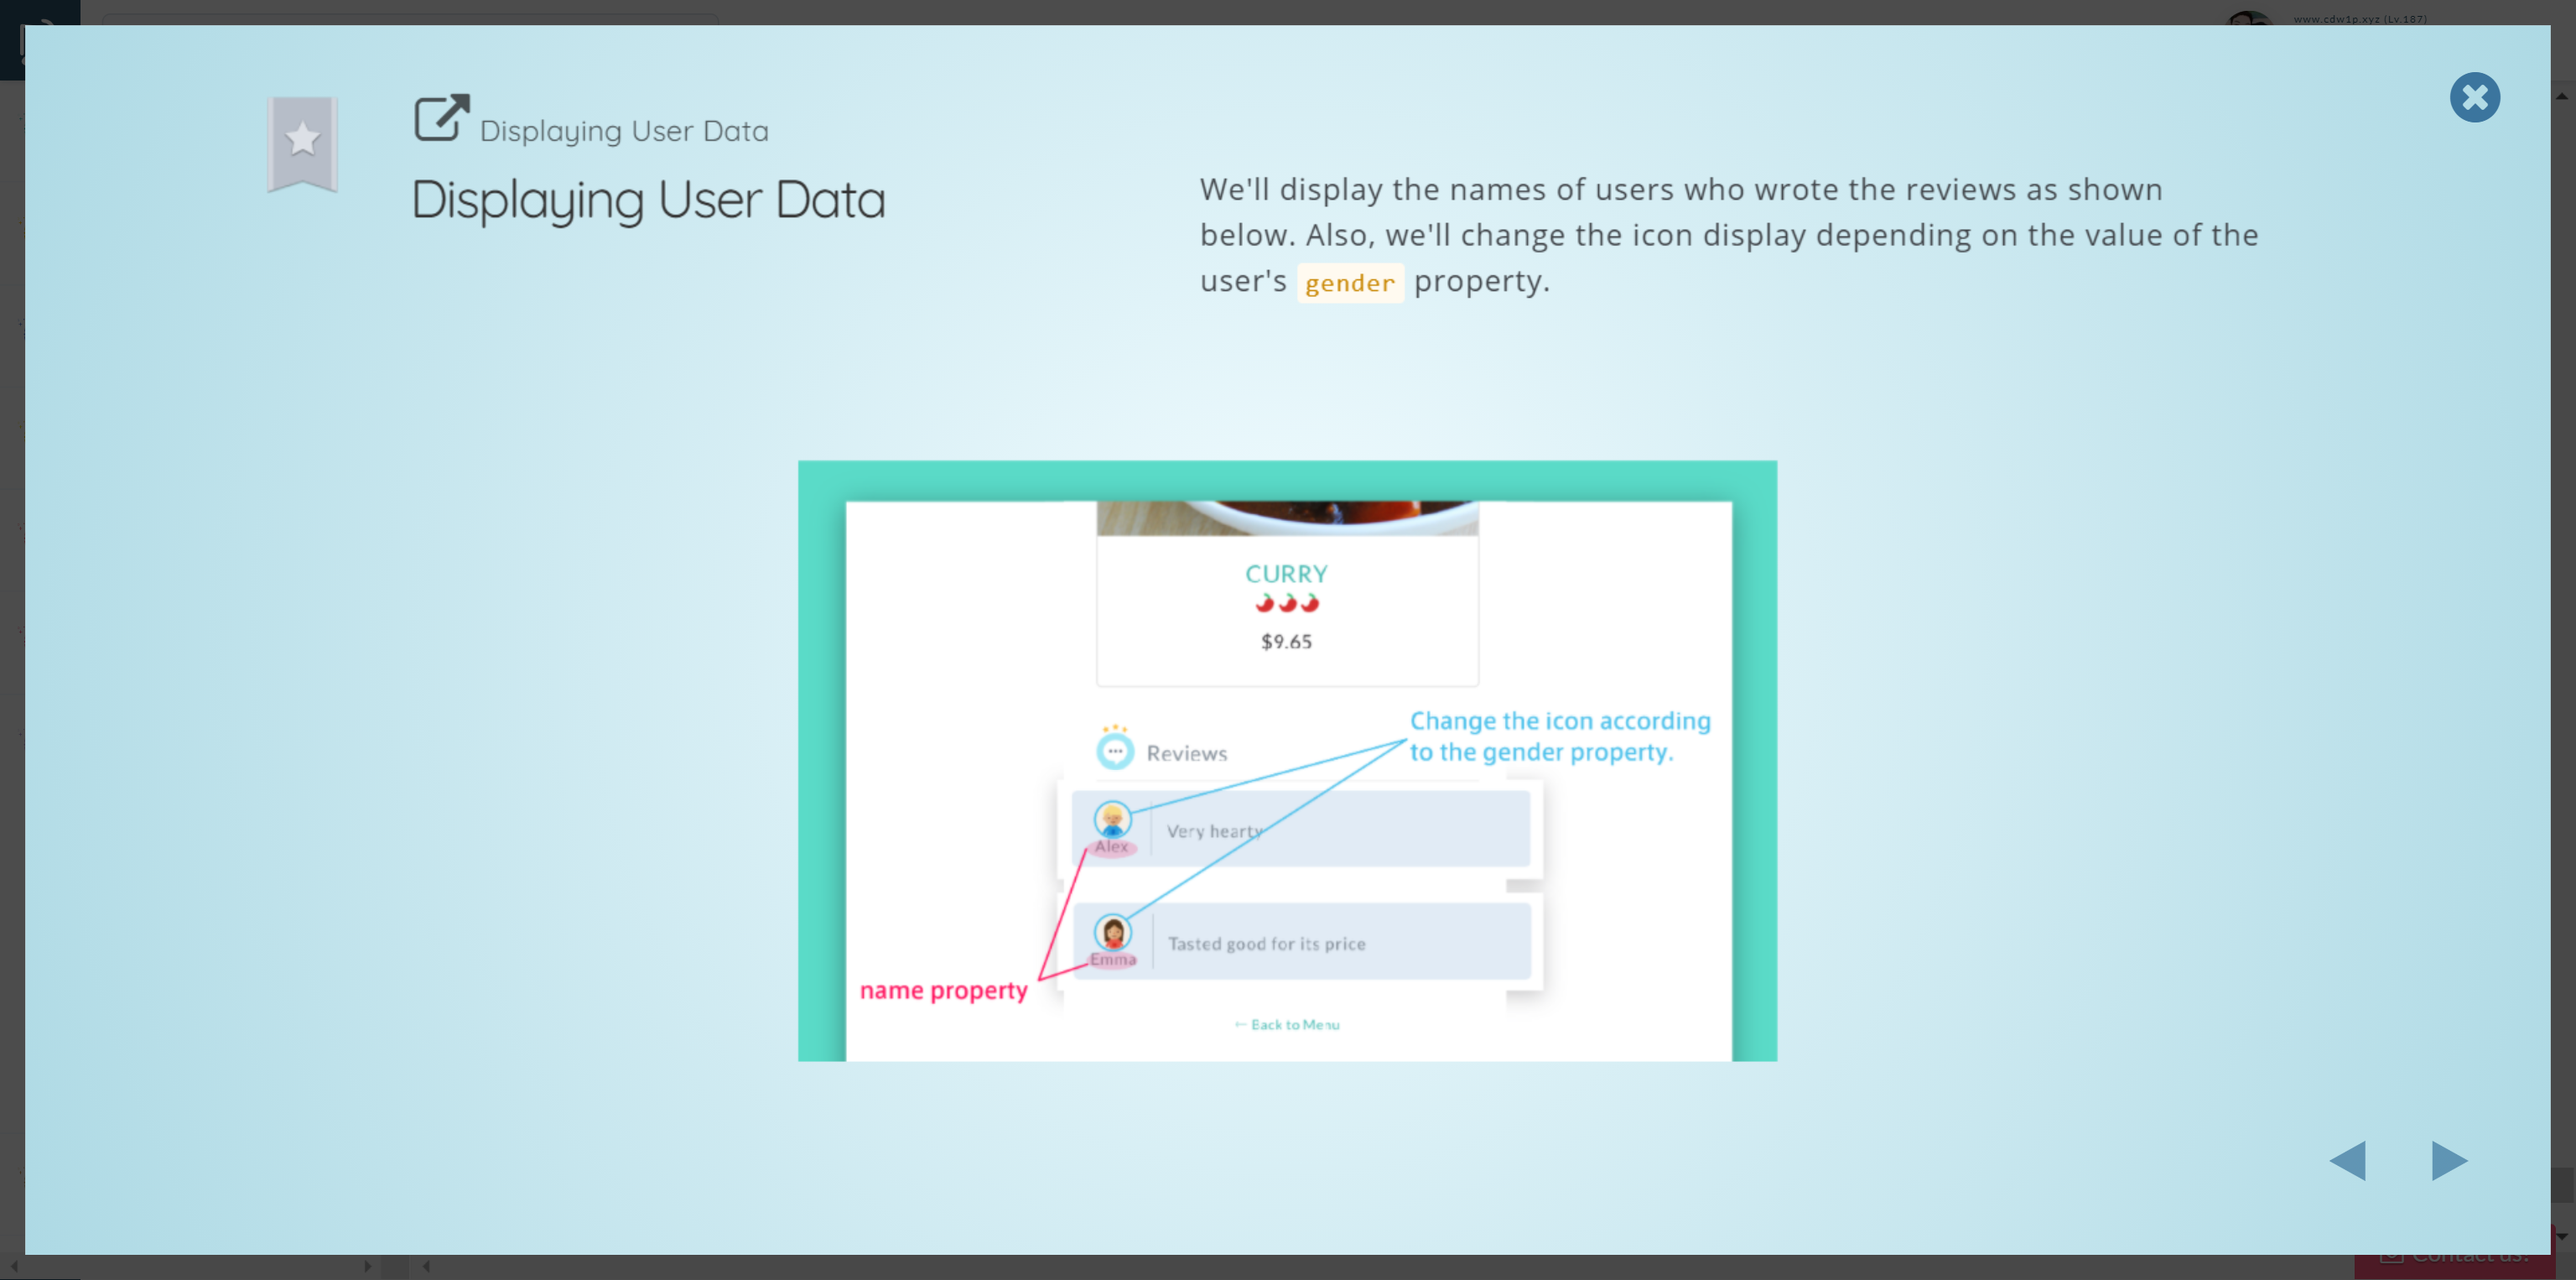 www.cdw1p.xyz (Lv.187)
Displaying User Data
Displaying User Data
We'll display the names of users who wrote the reviews as shown
below. Also, we'll change the icon display depending on the value of the
user's gender property.
CURRY
$9.65
Change the icon according
to the gender property.
Reviews
Alex
Very hearty
Emma
Tasted good for its price
name property
← Back to Menu
Contact us!